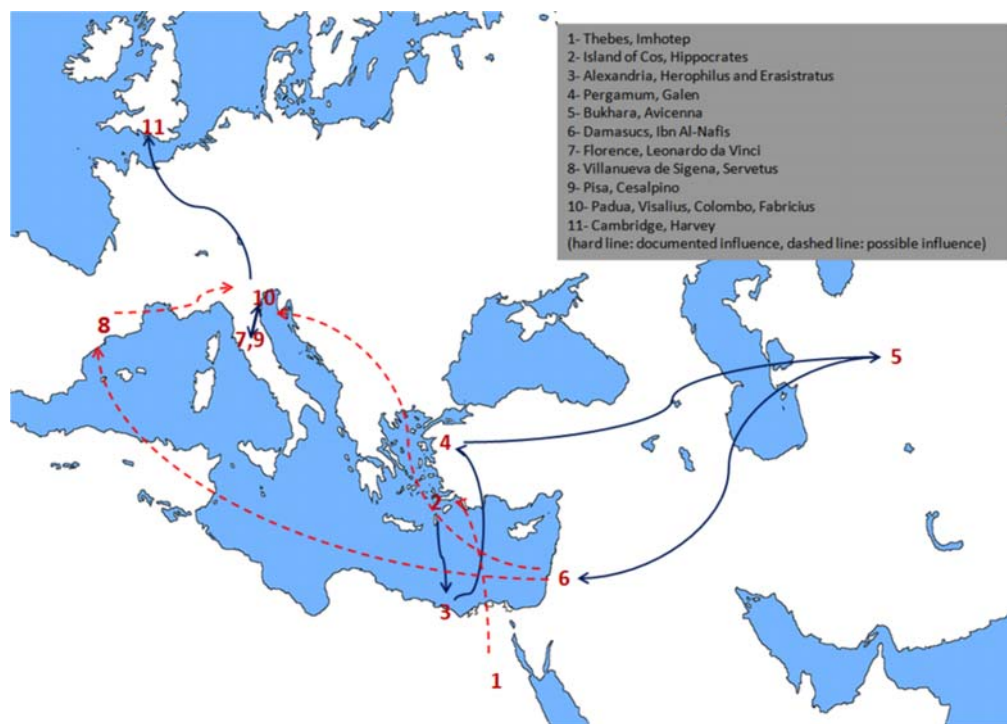 1- Thebes, Imhotep
2- Island of Cos, Hippocrates
3- Alexandria, Herophilus and Erasistratus
4- Pergamum, Galen
5- Bukhara, Avicenna
6- Damasucs, Ibn Al-Nafis
7- Florence, Leonardo da Vinci
8- Villanueva de Sigena, Servetus
9- Pisa, Cesalpino
10- Padua, Visalius, Colombo, Fabricius
11- Cambridge, Harvey
(hard line: documented influence, dashed line: possible influence)
11
10
8
7,9
5
4
2
6
3
1